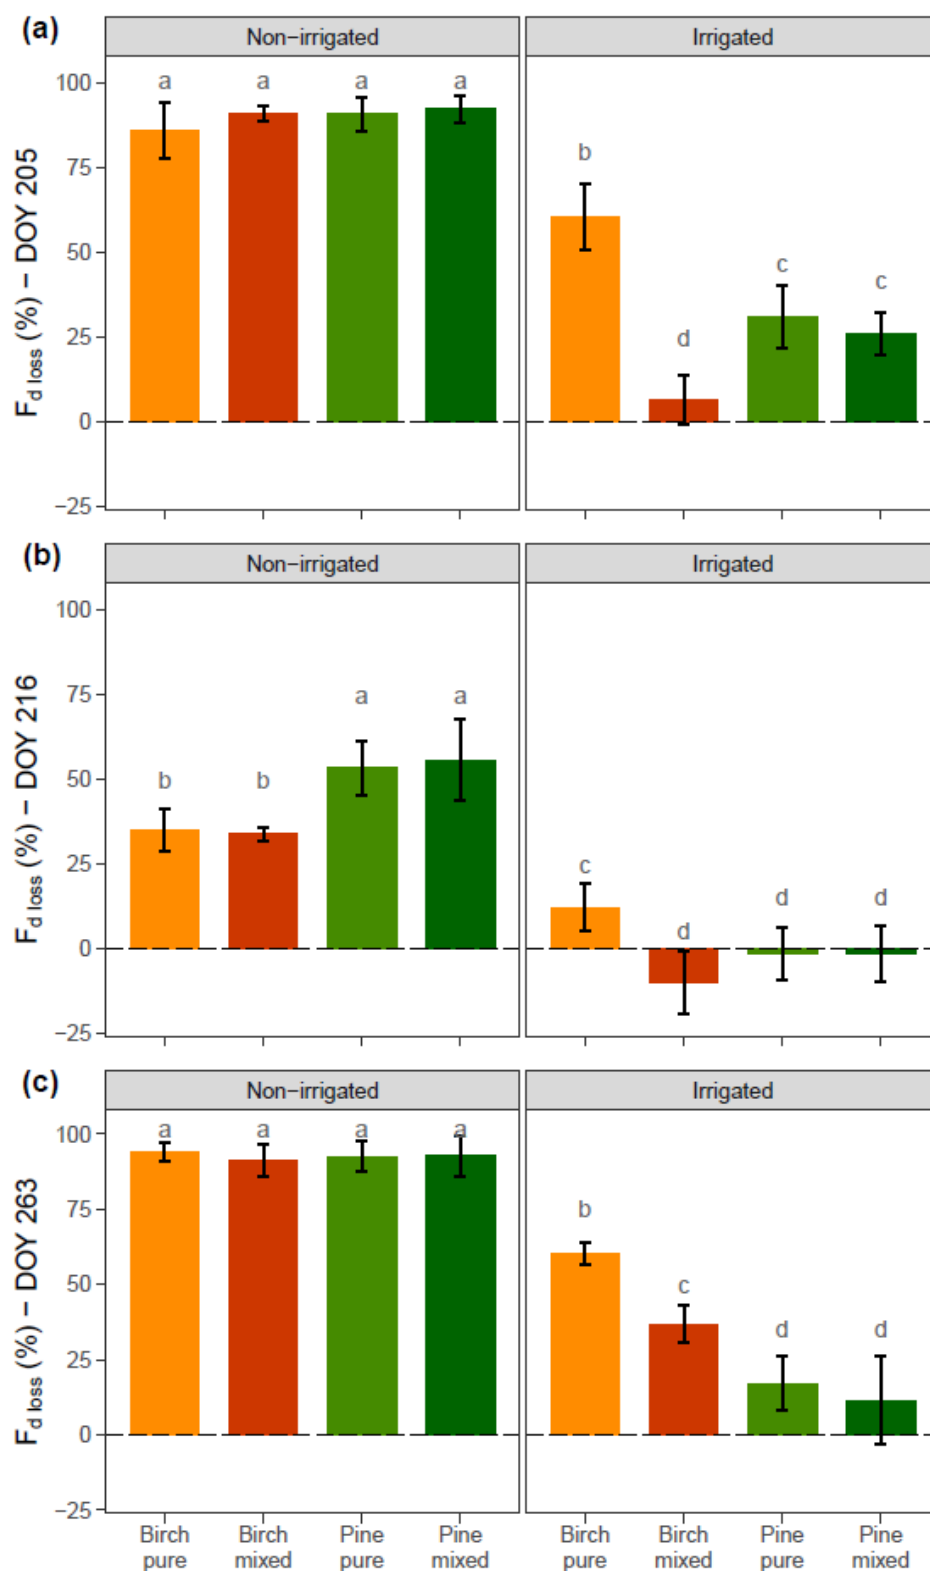 (a)
Non−irrigated
Irrigated
F d loss (%) − DOY 205
100
75
50
25
0
−25
a a a a
b d c c
(b)
Non−irrigated
Irrigated
F d loss (%) − DOY 216
100
75
50
25
0
−25
b b a a
c d d d
(c)
Non−irrigated
Irrigated
F d loss (%) − DOY 263
100
75
50
25
0
−25
a a a a
b c d d
Birch pure
Birch mixed
Pine pure
Pine mixed
Birch pure
Birch mixed
Pine pure
Pine mixed